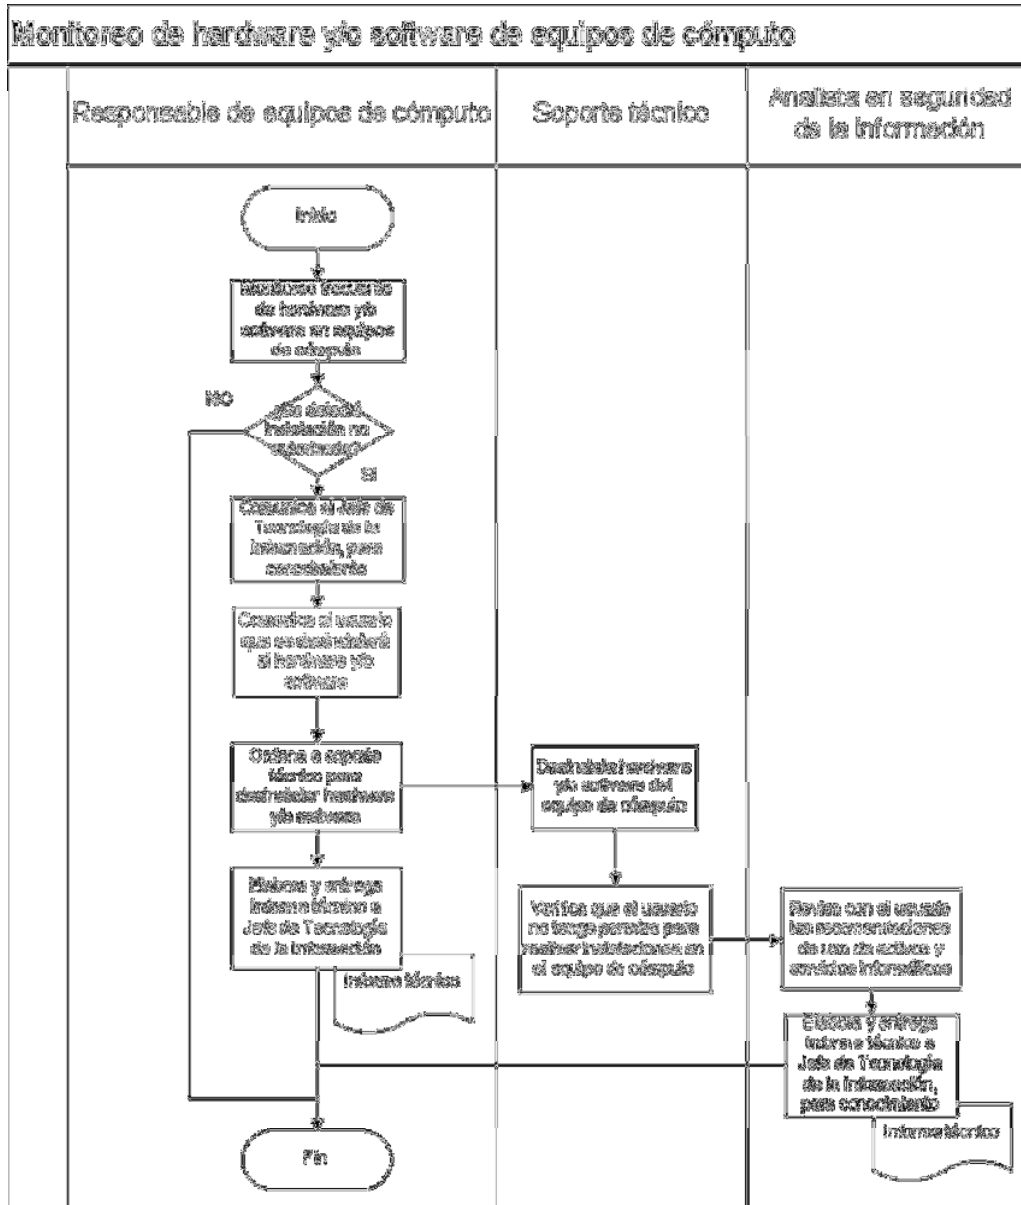 Monitoreo de hardware y/o software de equipos de cómputo
Responsable de equipos de cómputo
Soporte técnico
Analista en seguridad
de la información
Inicio
Monitoreo frecuente
de hardware y/o
software en equipos
de cómputo
NO
¿Se detectó
instalación no
autorizada?
SI
Comunica al Jefe de
Tecnología de la
Información, para
conocimiento
Comunica al usuario
que se desinstalará
el hardware y/o
software
Ordena a soporte
técnico para
desinstalar hardware
y/o software
Desinstala hardware
y/o software del
equipo de cómputo
Elabora y entrega
informe técnico a
Jefe de Tecnología
de la Información
Informe técnico
Verifica que el usuario
no tenga permisos para
realizar instalaciones en
el equipo de cómputo
Revisa con el usuario
las recomendaciones
de uso de activos y
servicios informáticos
Elabora y entrega
informe técnico a
Jefe de Tecnología
de la Información,
para conocimiento
Informe técnico
Fin